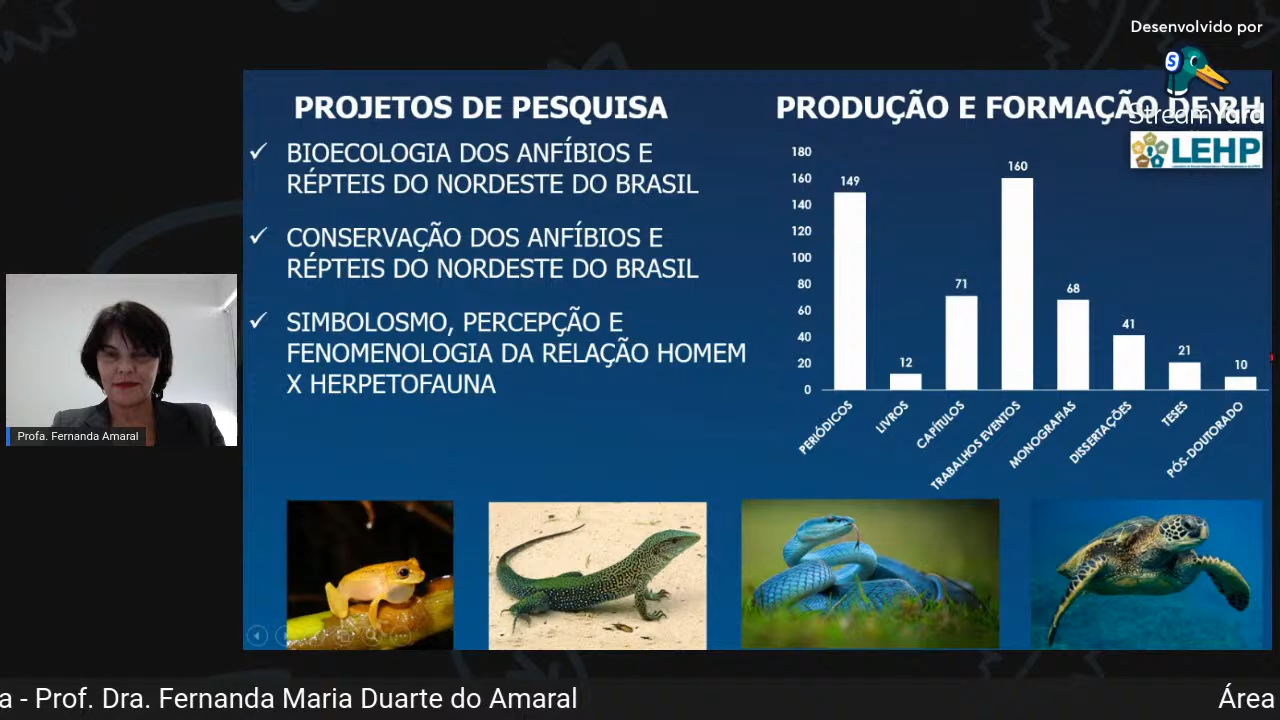 Desenvolvido por
StreamYard
PROJETOS DE PESQUISA
✓ BIOECOLOGIA DOS ANFÍBIOS E
RÉPTEIS DO NORDESTE DO BRASIL
✓ CONSERVAÇÃO DOS ANFÍBIOS E
RÉPTEIS DO NORDESTE DO BRASIL
✓ SIMBOLOSMO, PERCEPÇÃO E
FENOMENOLOGIA DA RELAÇÃO HOMEM
X HERPETOFAUNA
PRODUÇÃO E FORMAÇÃO DE RH
LEHP
180
160
140
120
100
80
60
40
20
0
149
12
71
160
68
41
21
10
PERIÓDICOS
LIVROS
CAPÍTULOS
TRABALHOS EVENTOS
MONOGRAFIAS
DISSERTAÇÕES
TESES
PÓS-DOUTORADO
Profa. Fernanda Amaral
a - Prof. Dra. Fernanda Maria Duarte do Amaral
Área